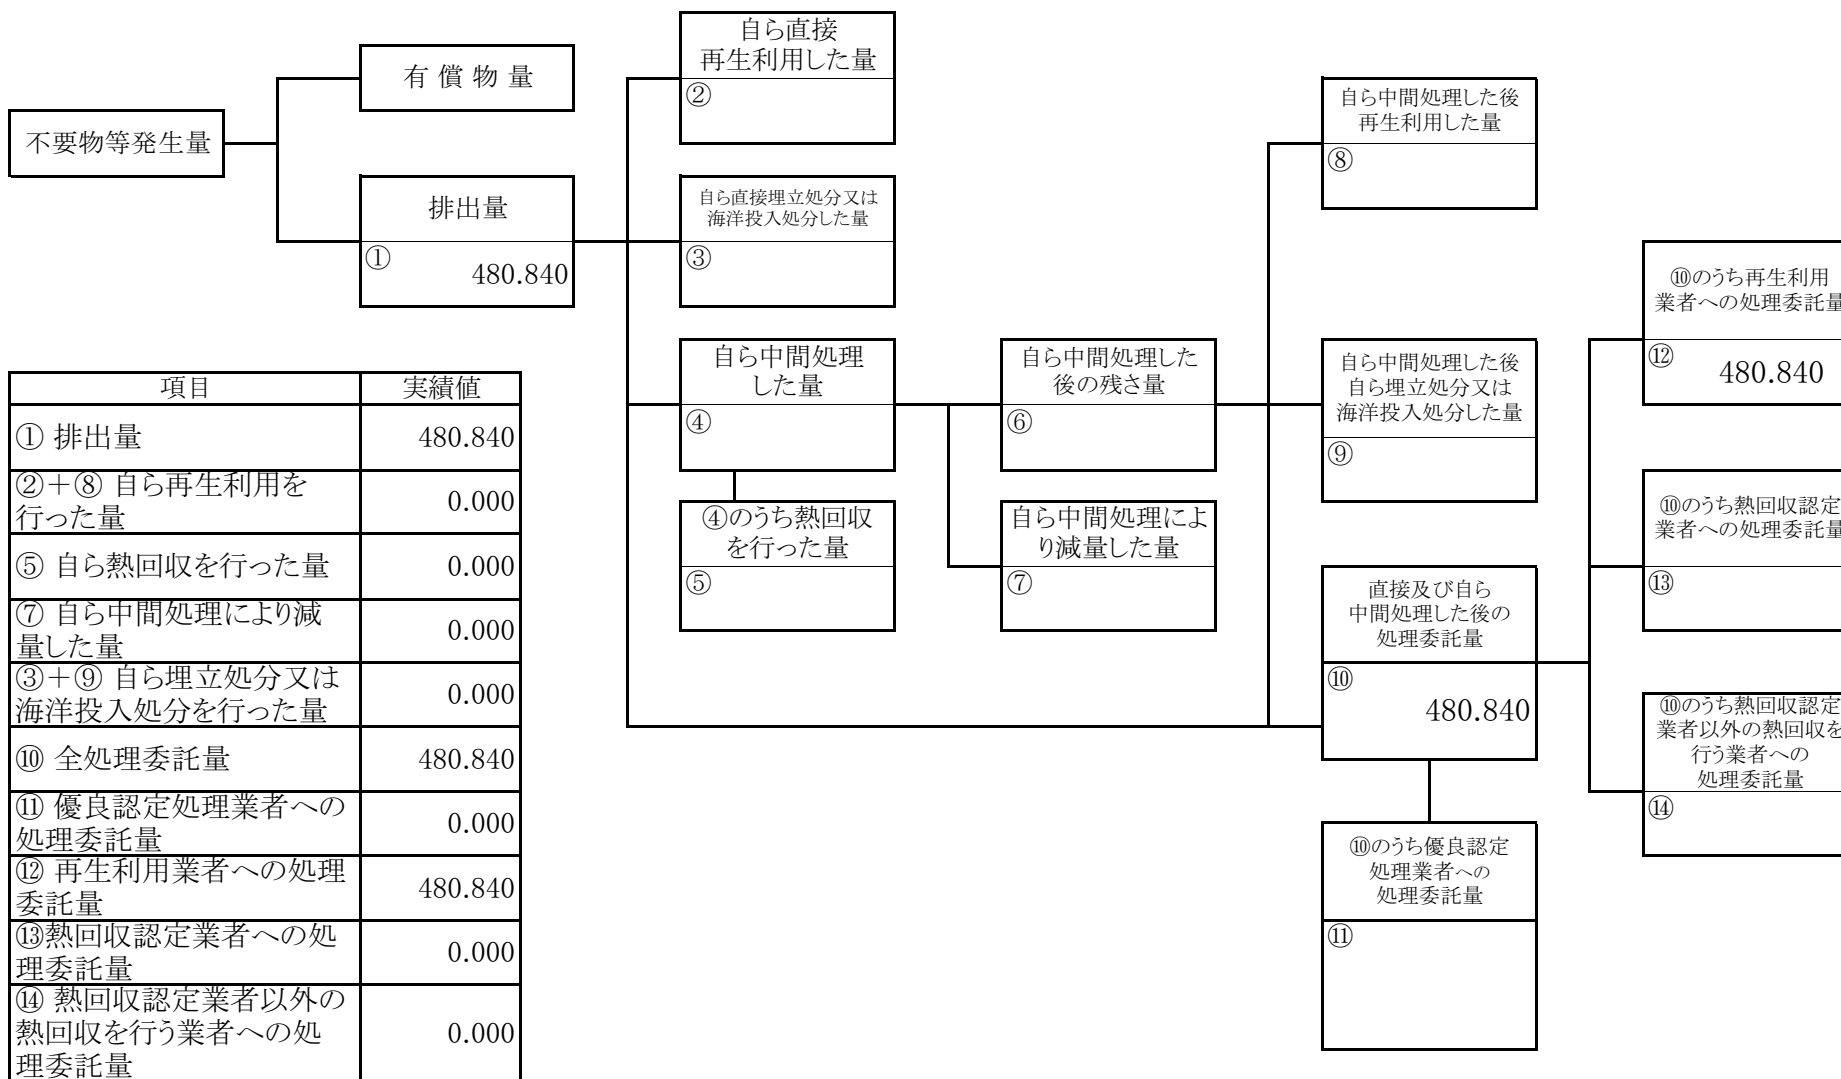 不要物等発生量
有償物量
排出量
①
480.840
自ら直接
再生利用した量
②
自ら直接埋立処分又は
海洋投入処分した量
③
自ら中間処理
した量
④
④のうち熱回収
を行った量
⑤
自ら中間処理した
後の残さ量
⑥
自ら中間処理によ
り減量した量
⑦
自ら中間処理した後
再生利用した量
⑧
自ら中間処理した後
自ら埋立処分又は
海洋投入処分した量
⑨
直接及び自ら
中間処理した後の
処理委託量
⑩
480.840
⑩のうち優良認定
処理業者への
処理委託量
⑪
⑩のうち再生利用
業者への処理委託量
⑫
480.840
⑩のうち熱回収認定
業者への処理委託量
⑬
⑩のうち熱回収認定
業者以外の熱回収を
行う業者への
処理委託量
⑭
項目 実績値
① 排出量 480.840
②＋⑧ 自ら再生利用を
行った量 0.000
⑤ 自ら熱回収を行った量 0.000
⑦ 自ら中間処理により減
量した量 0.000
③＋⑨ 自ら埋立処分又は
海洋投入処分を行った量 0.000
⑩ 全処理委託量 480.840
⑪ 優良認定処理業者への
処理委託量 0.000
⑫ 再生利用業者への処理
委託量 480.840
⑬熱回収認定業者への処
理委託量 0.000
⑭ 熱回収認定業者以外の
熱回収を行う業者への処
理委託量 0.000